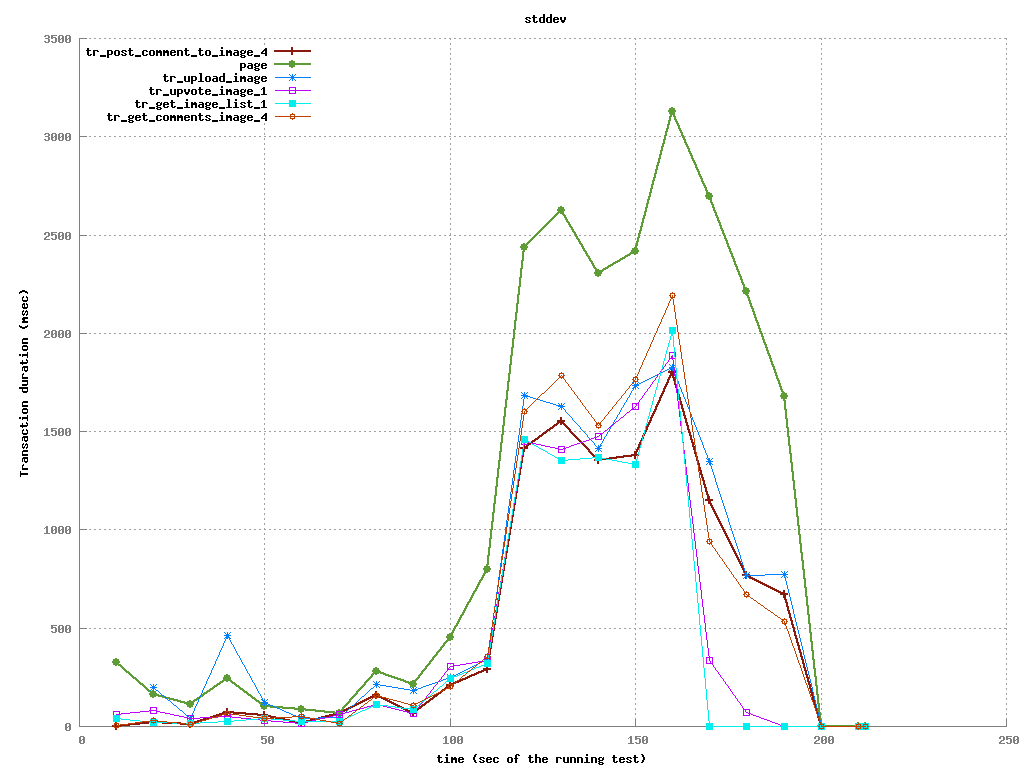 stddev
3500
tr_post_comment_to_image_4
page
tr_upload_image
tr_upvote_image_1
tr_get_image_list_1
tr_get_comments_image_4
3000
2500
2000
1500
1000
500
0
Transaction duration (msec)
0 50 100 150 200 250
time (sec of the running test)